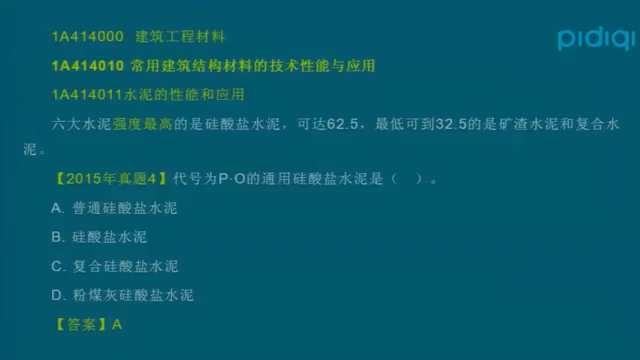 pidiqi
1A414000 建筑工程材料
1A414010 常用建筑结构材料的技术性能与应用
1A414011水泥的性能和应用
六大水泥强度最高的是硅酸盐水泥，可达62.5，最低可到32.5的是矿渣水泥和复合水
泥。
【2015年真题4】代号为P·O的通用硅酸盐水泥是（ ）。
A. 普通硅酸盐水泥
B. 硅酸盐水泥
C. 复合硅酸盐水泥
D. 粉煤灰硅酸盐水泥
【答案】A